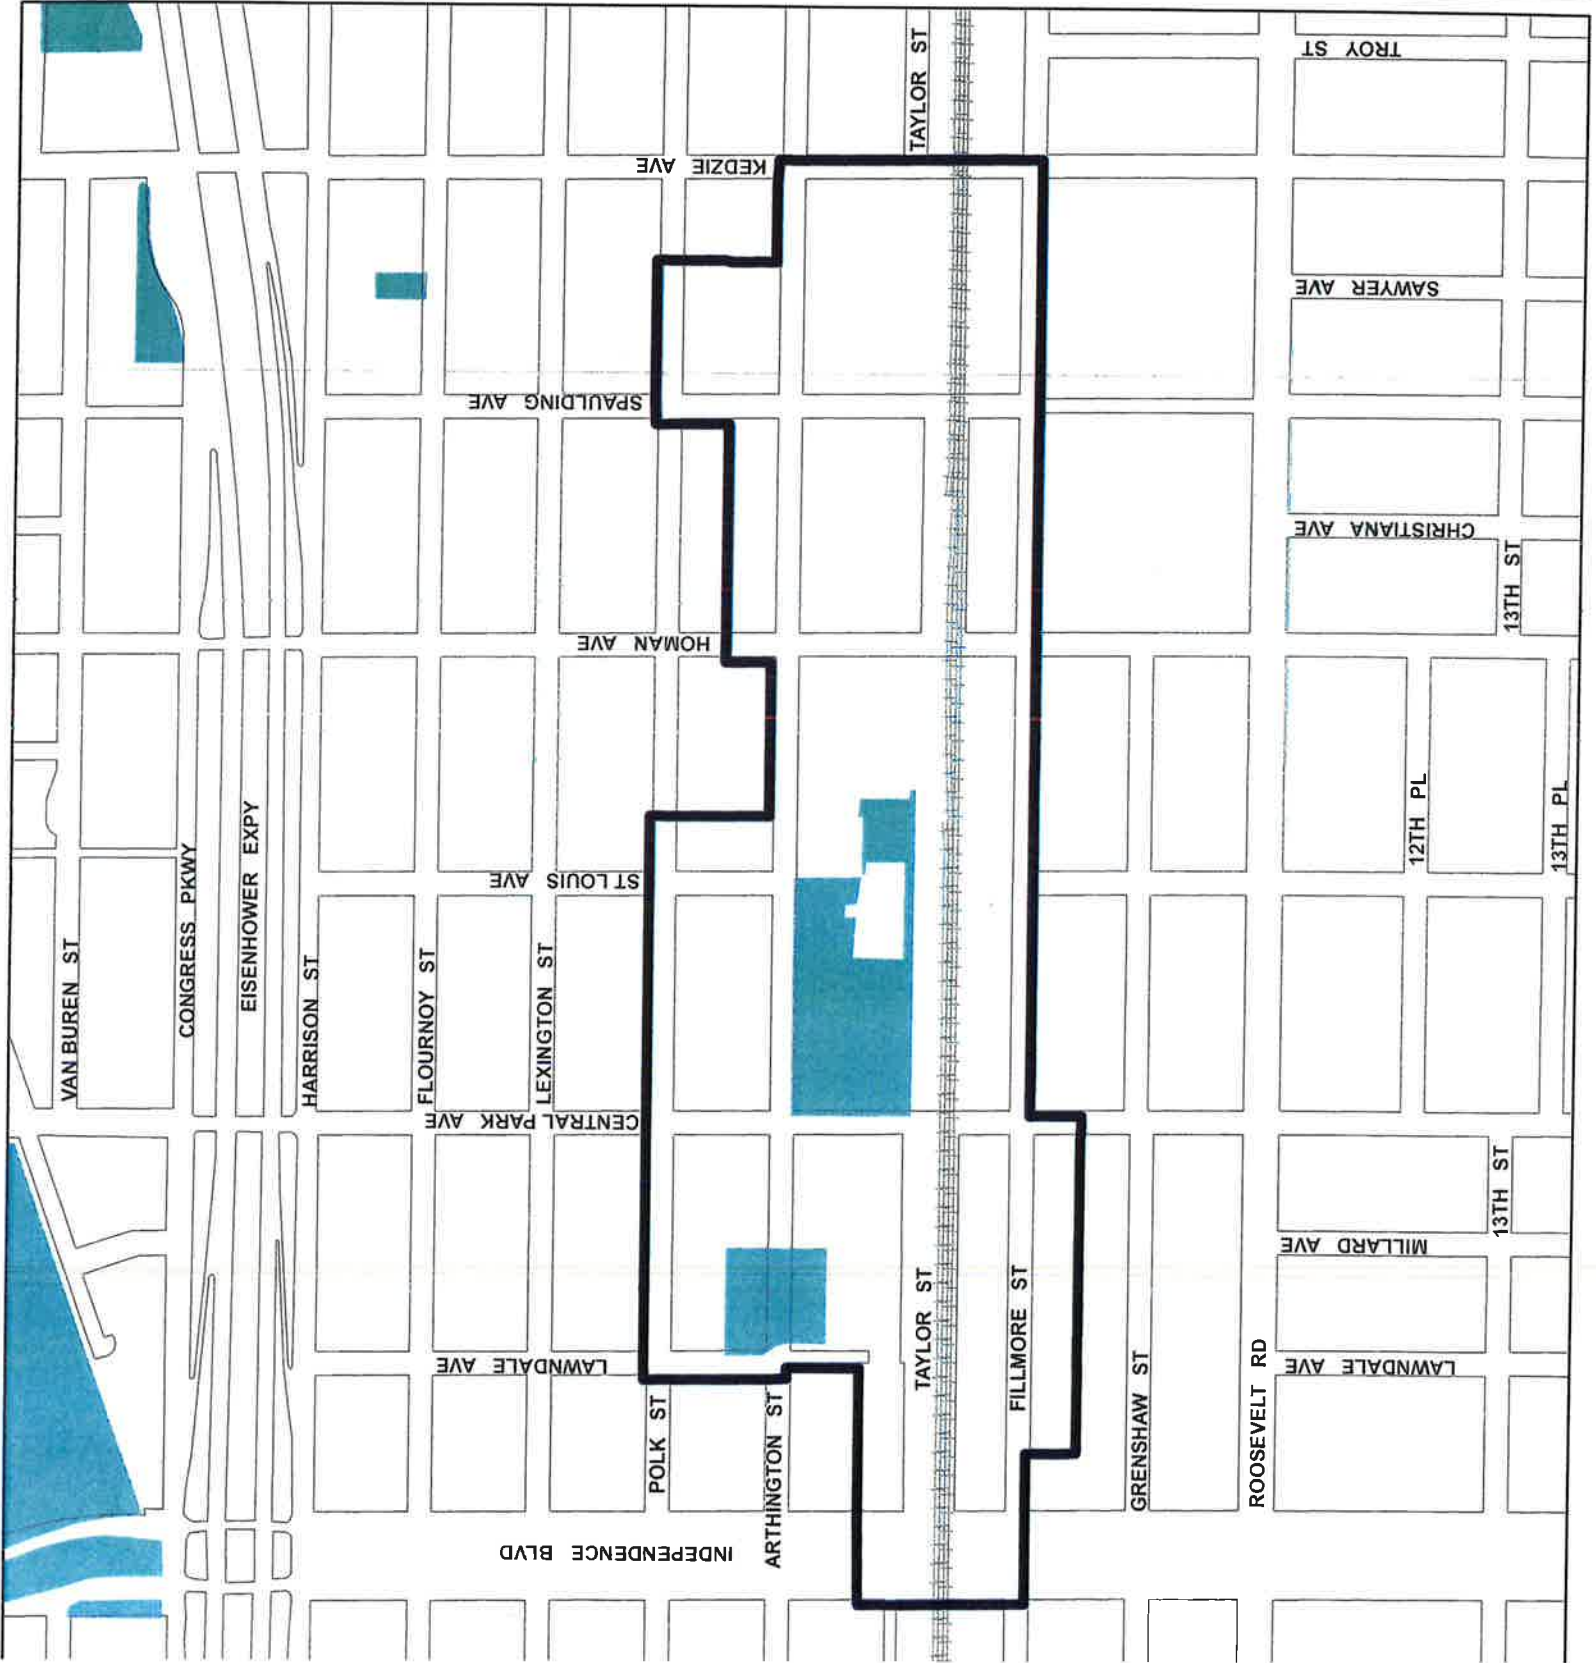 TROY ST
TAYLOR ST
KEDZIE AVE
SAWYER AVE
SPAULDING AVE
CHRISTIANA AVE
13TH ST
HOMAN AVE
12TH PL
13TH PL
ST LOUIS AVE
CONGRESS PKWY
EISENHOWER EXPY
VAN BUREN ST
HARRISON ST
FLOURNOY ST
LEXINGTON ST
CENTRAL PARK AVE
13TH ST
MILLARD AVE
TAYLOR ST
FILLMORE ST
LAWNDALE AVE
LAWNDALE AVE
POLK ST
ARTHINGTON ST
GRENSHAW ST
ROOSEVELT RD
INDEPENDENCE BLVD